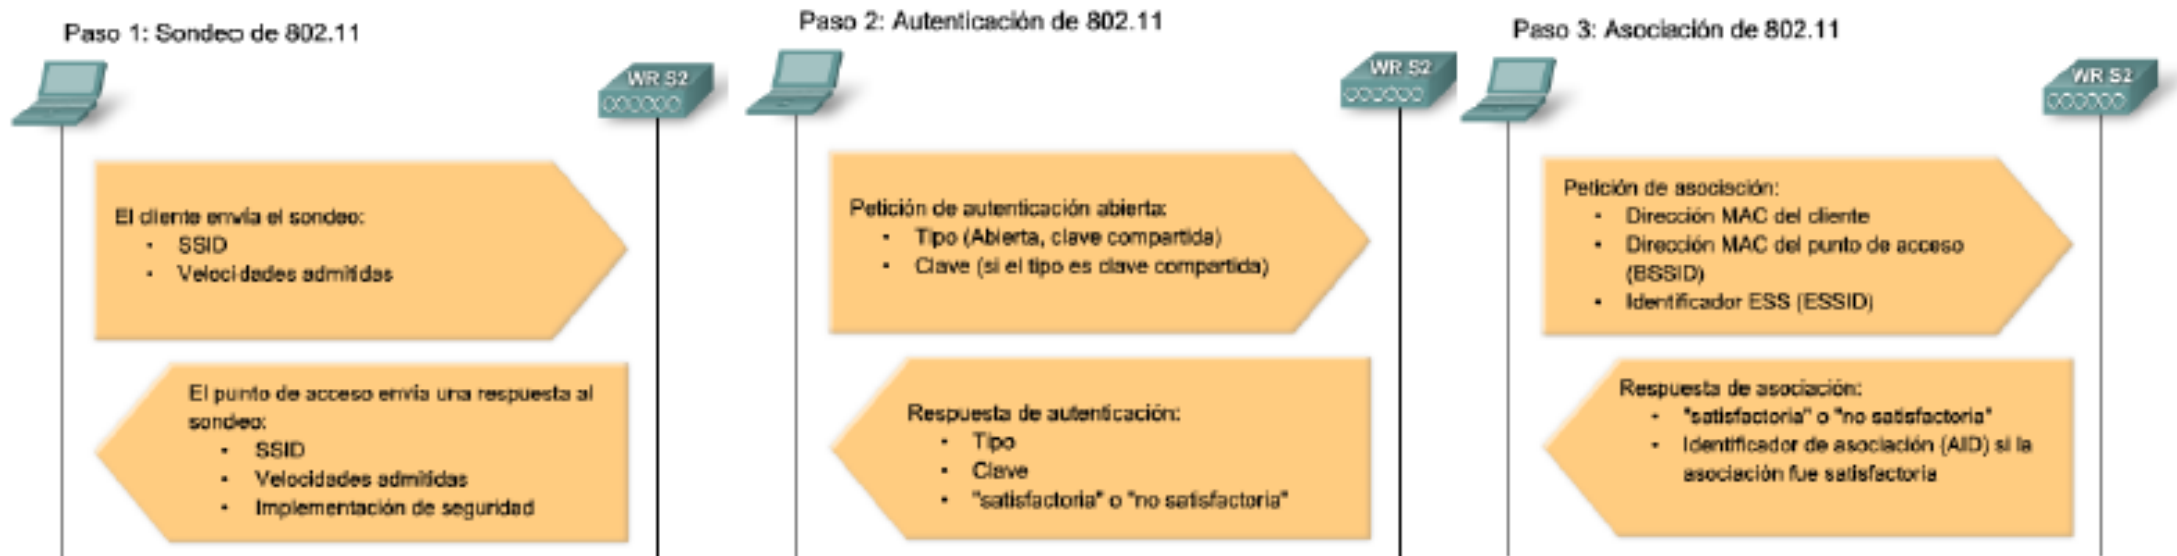 Paso 1: Sondeo de 802.11
WR S2
El cliente envía el sondeo:
• SSID
• Velocidades admitidas
El punto de acceso envía una respuesta al
sondeo:
• SSID
• Velocidades admitidas
• Implementación de seguridad
Paso 2: Autenticación de 802.11
WR S2
Petición de autenticación abierta:
• Tipo (Abierta, clave compartida)
• Clave (si el tipo es clave compartida)
Respuesta de autenticación:
• Tipo
• Clave
• "satisfactoria" o "no satisfactoria"
Paso 3: Asociación de 802.11
WR S2
Petición de asociación:
• Dirección MAC del cliente
• Dirección MAC del punto de acceso
(BSSID)
• Identificador ESS (ESSID)
Respuesta de asociación:
• "satisfactoria" o "no satisfactoria"
• Identificador de asociación (AID) si la
asociación fue satisfactoria